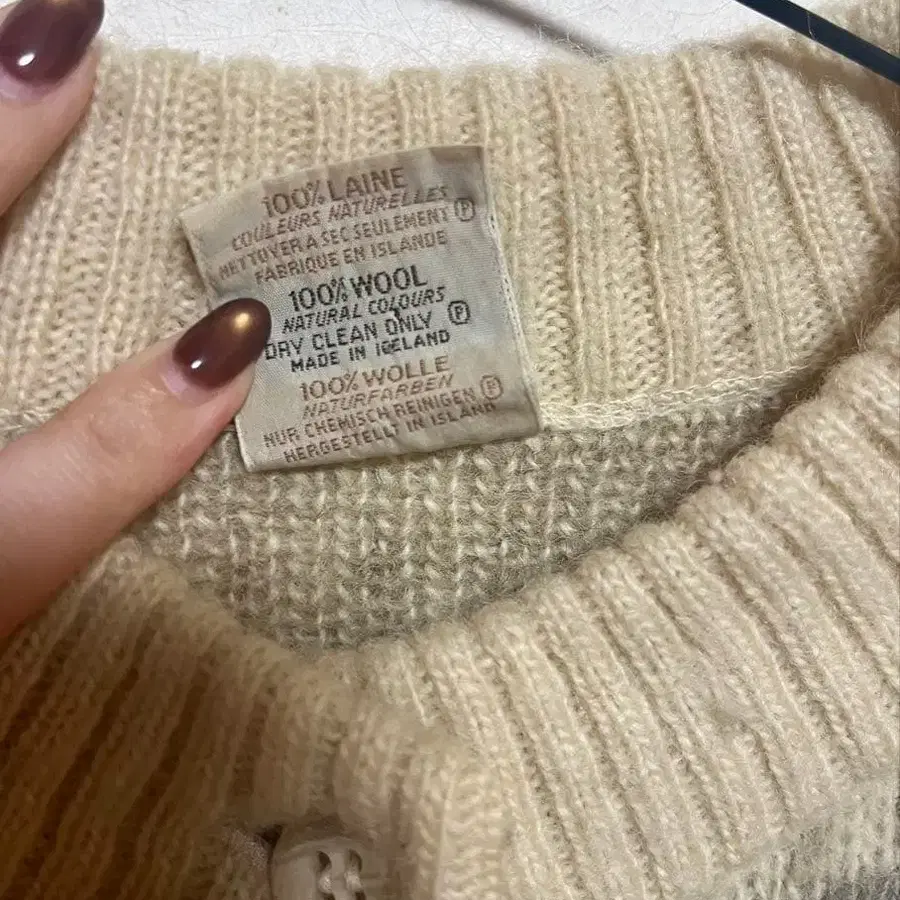 100% LAINE
COULEURS NATURELLES
NETTOYER A SEC SEULEMENT Ⓟ
FABRIQUE EN ISLANDE
100% WOOL
NATURAL COLOURS
DRY CLEAN ONLY Ⓟ
MADE IN ICELAND
100% WOLLE
NATURFARBEN
NUR CHEMISCH REINIGEN Ⓟ
HERGESTELLT IN ISLAND